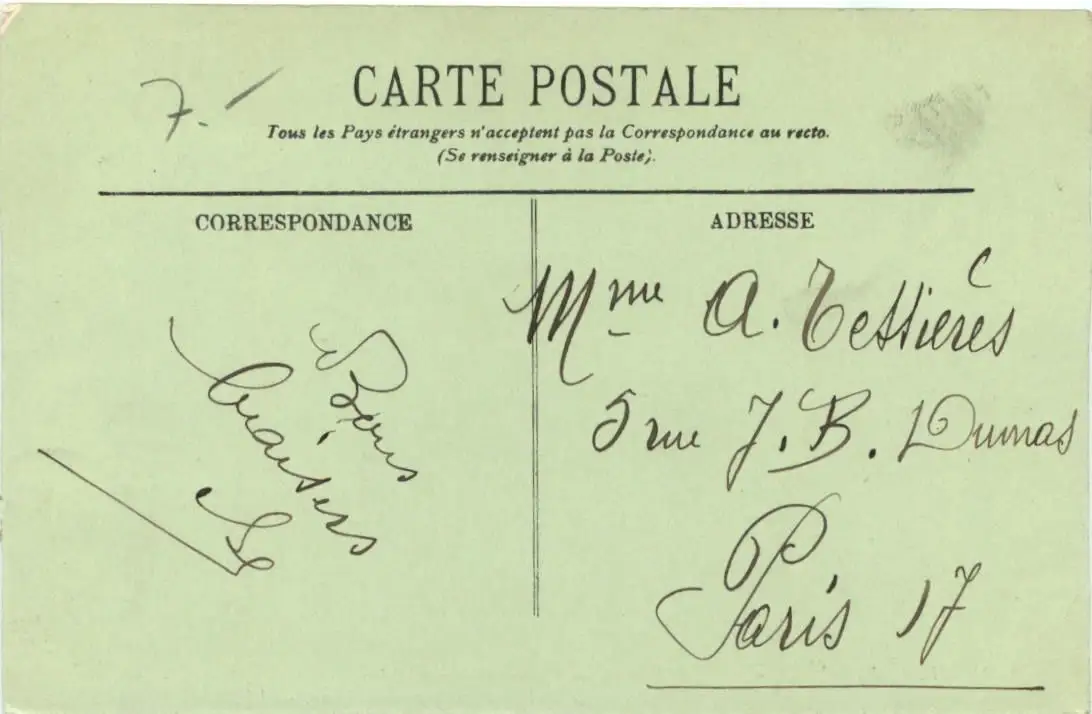 7.-
CARTE POSTALE
Tous les Pays étrangers n'acceptent pas la Correspondance au recto.
(Se renseigner à la Poste).
CORRESPONDANCE
Bons
baisers
ADRESSE
Mme A. Tessières
5 rue J. B. Dumas
Paris 17